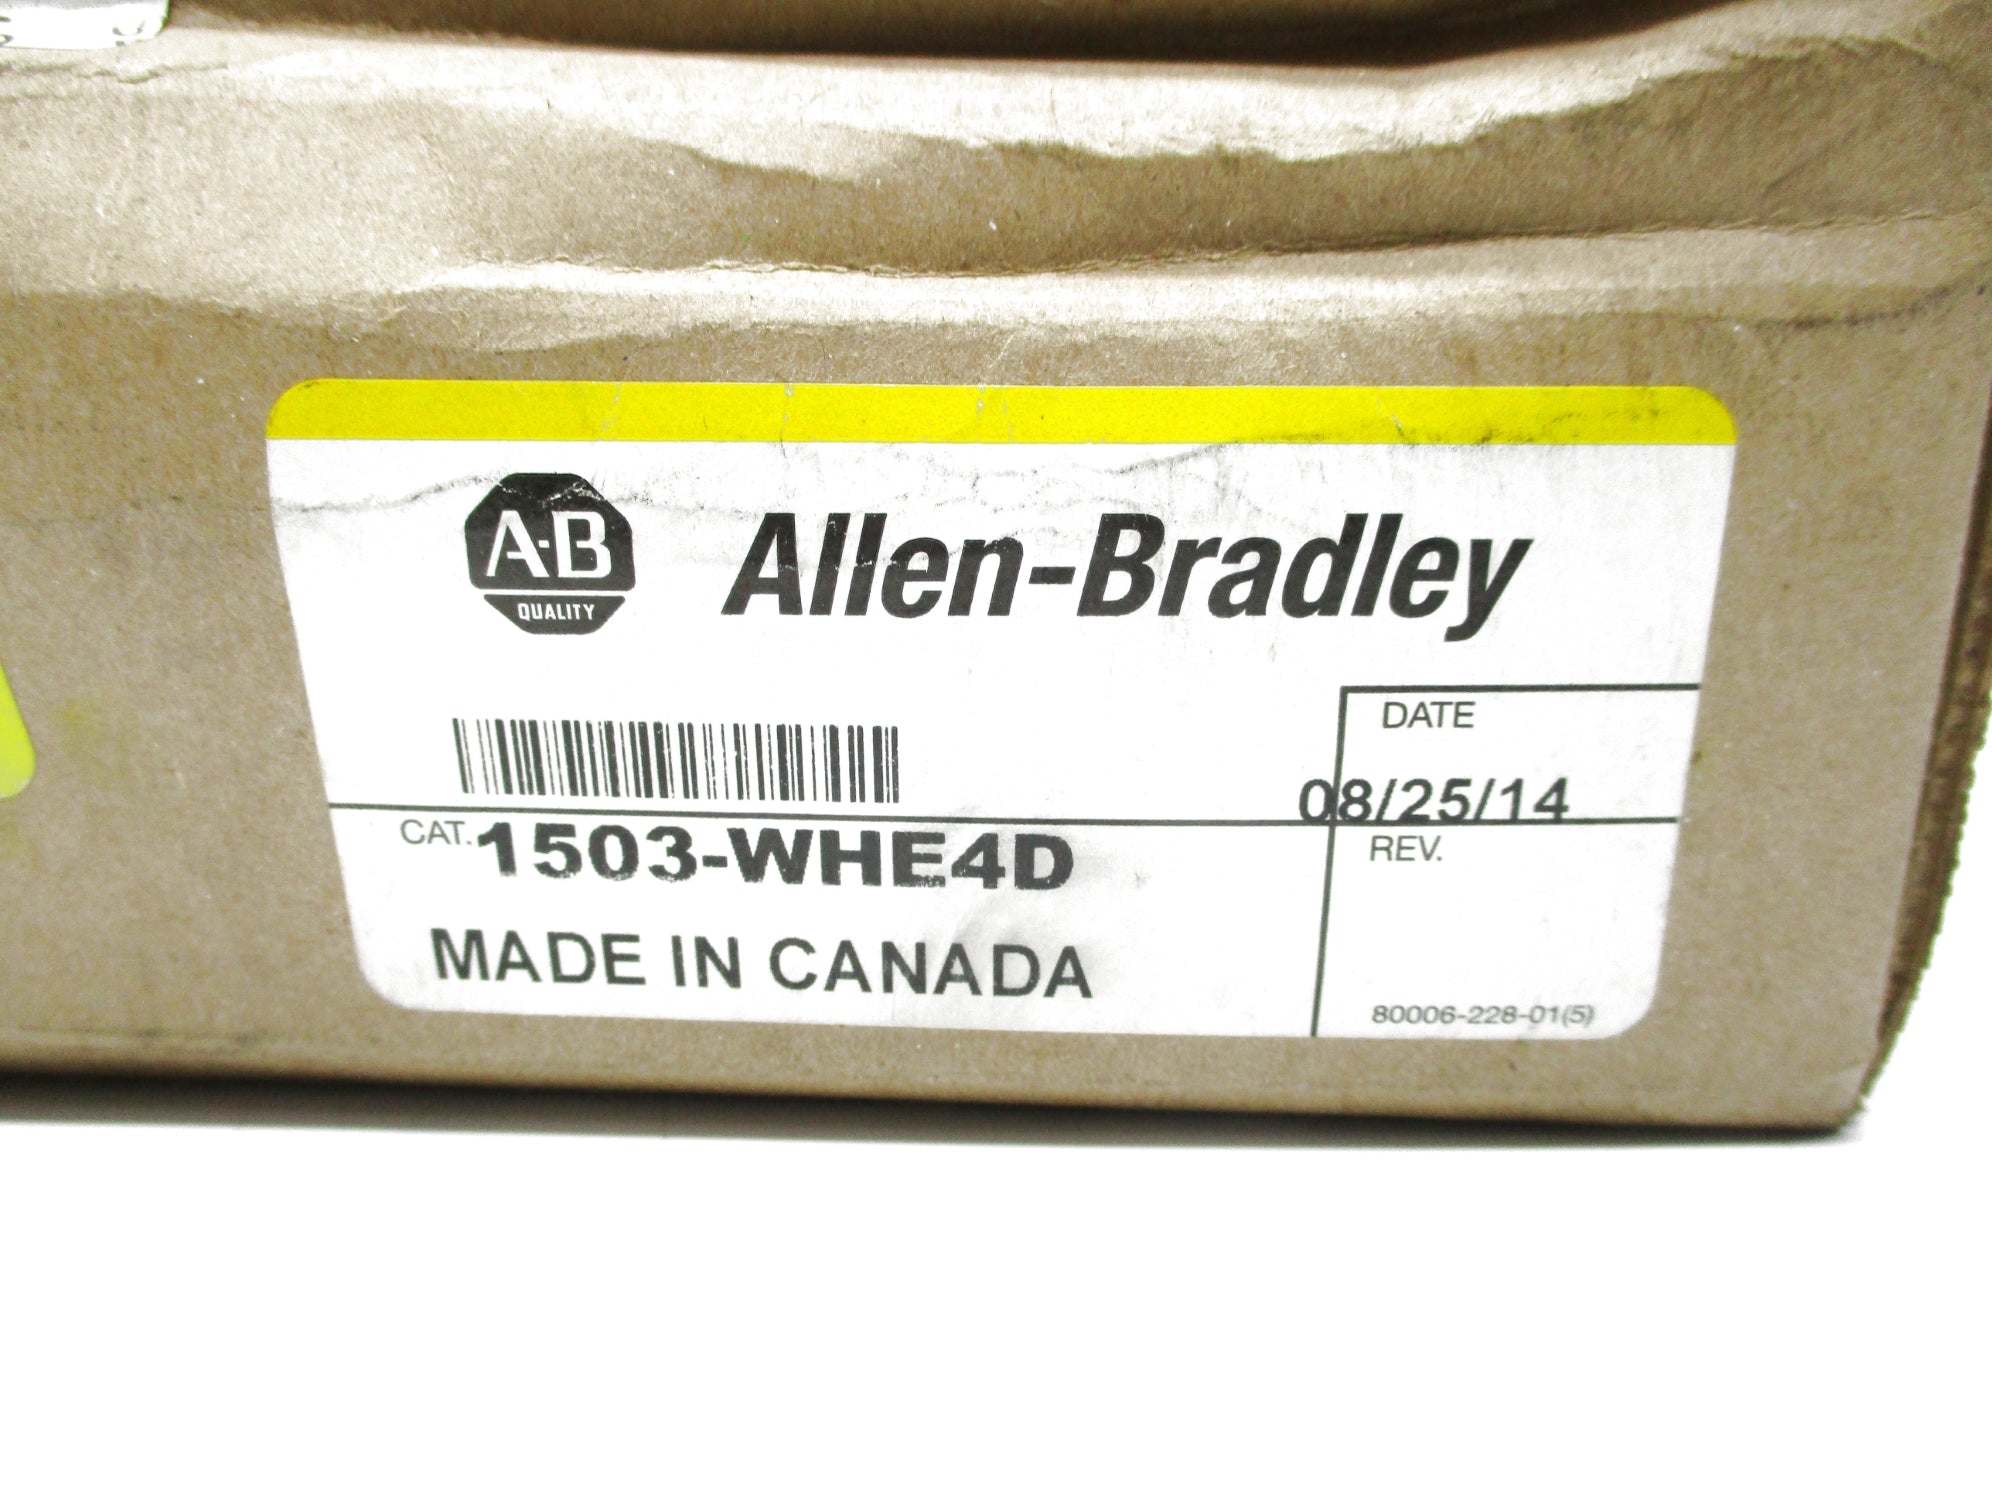 A-B
QUALITY
Allen-Bradley
DATE
08/25/14
CAT. 1503-WHE4D
REV.
MADE IN CANADA
80006-228-01(5)